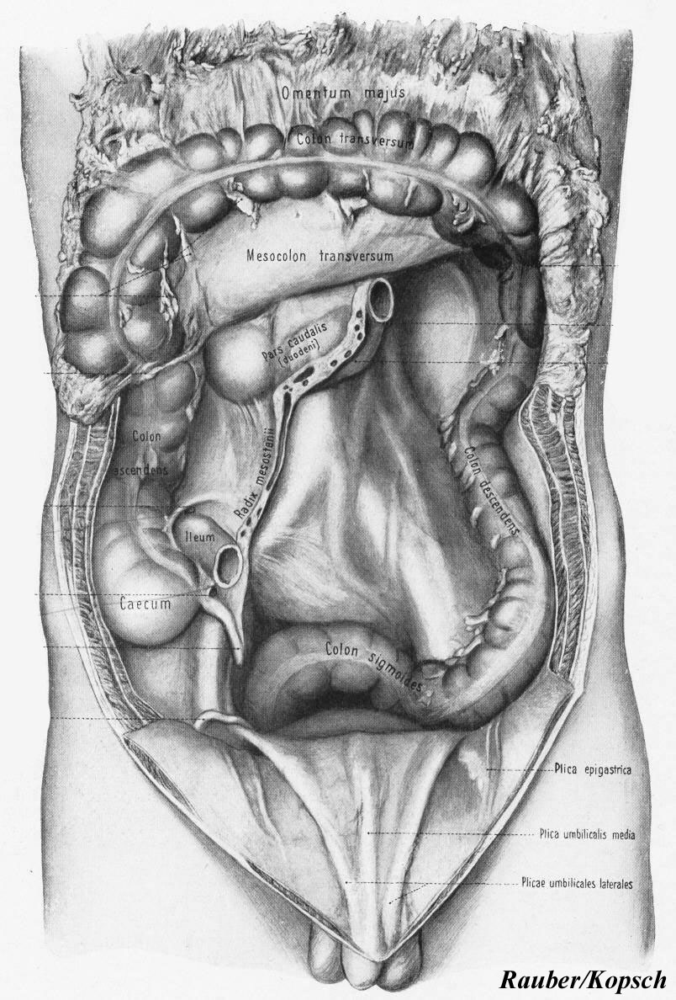 Omentum majus
Colon transversum
Mesocolon transversum
Pars caudalis
(duodeni)
Colon
ascendens
Radix mesostenii
Colon descendens
Ileum
Caecum
Colon sigmoides
Plica epigastrica
Plica umbilicalis media
Plicae umbilicales laterales
Rauber/Kopsch